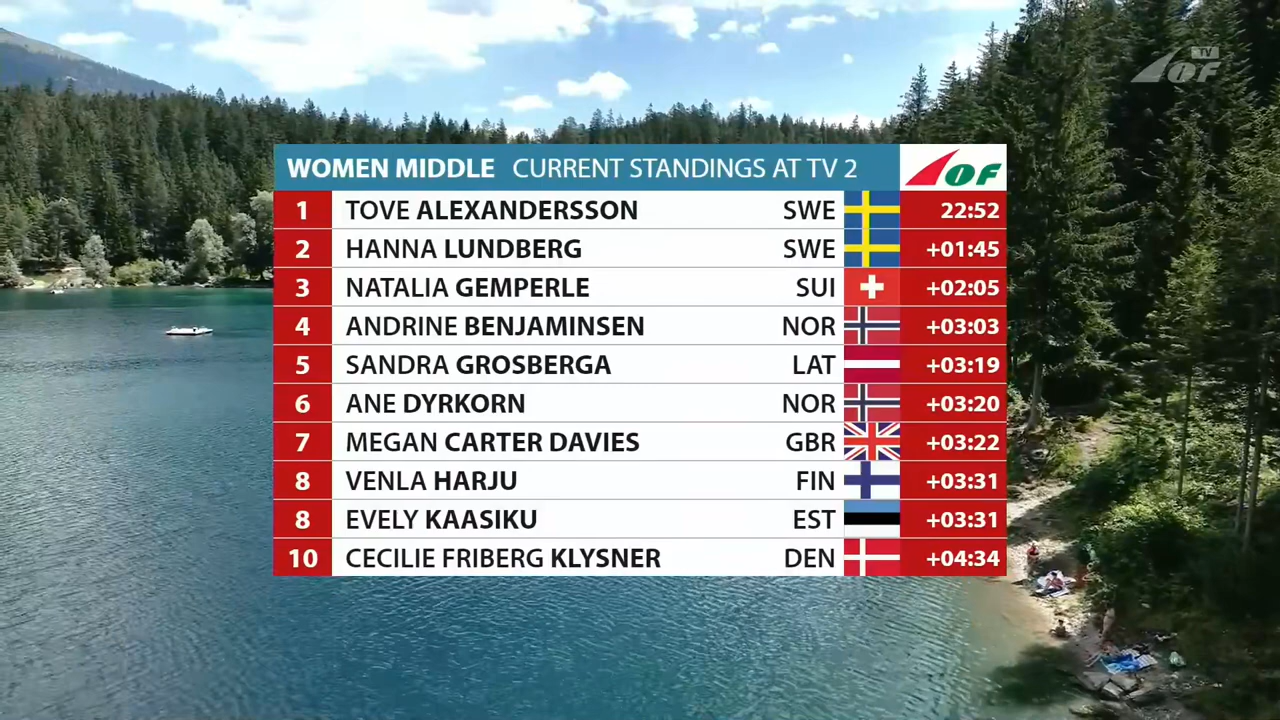 TV
IOF
WOMEN MIDDLE CURRENT STANDINGS AT TV 2 IOF
1 TOVE ALEXANDERSSON SWE 22:52
2 HANNA LUNDBERG SWE +01:45
3 NATALIA GEMPERLE SUI +02:05
4 ANDRINE BENJAMINSEN NOR +03:03
5 SANDRA GROSBERGA LAT +03:19
6 ANE DYRKORN NOR +03:20
7 MEGAN CARTER DAVIES GBR +03:22
8 VENLA HARJU FIN +03:31
8 EVELY KAASIKU EST +03:31
10 CECILIE FRIBERG KLYSNER DEN +04:34